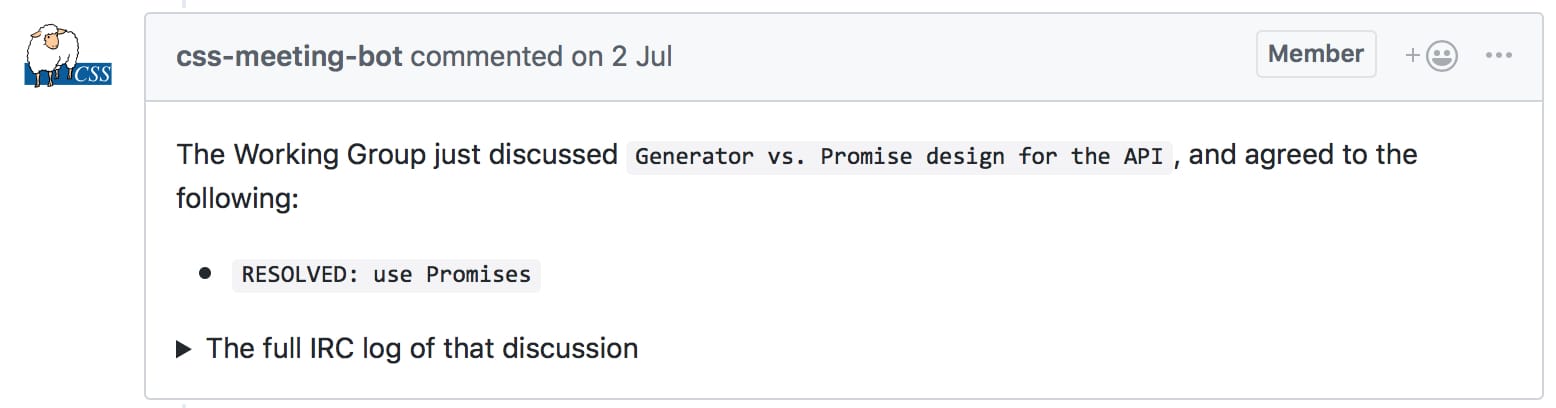 CSS
css-meeting-bot commented on 2 Jul
Member
The Working Group just discussed Generator vs. Promise design for the API, and agreed to the
following:
RESOLVED: use Promises
The full IRC log of that discussion